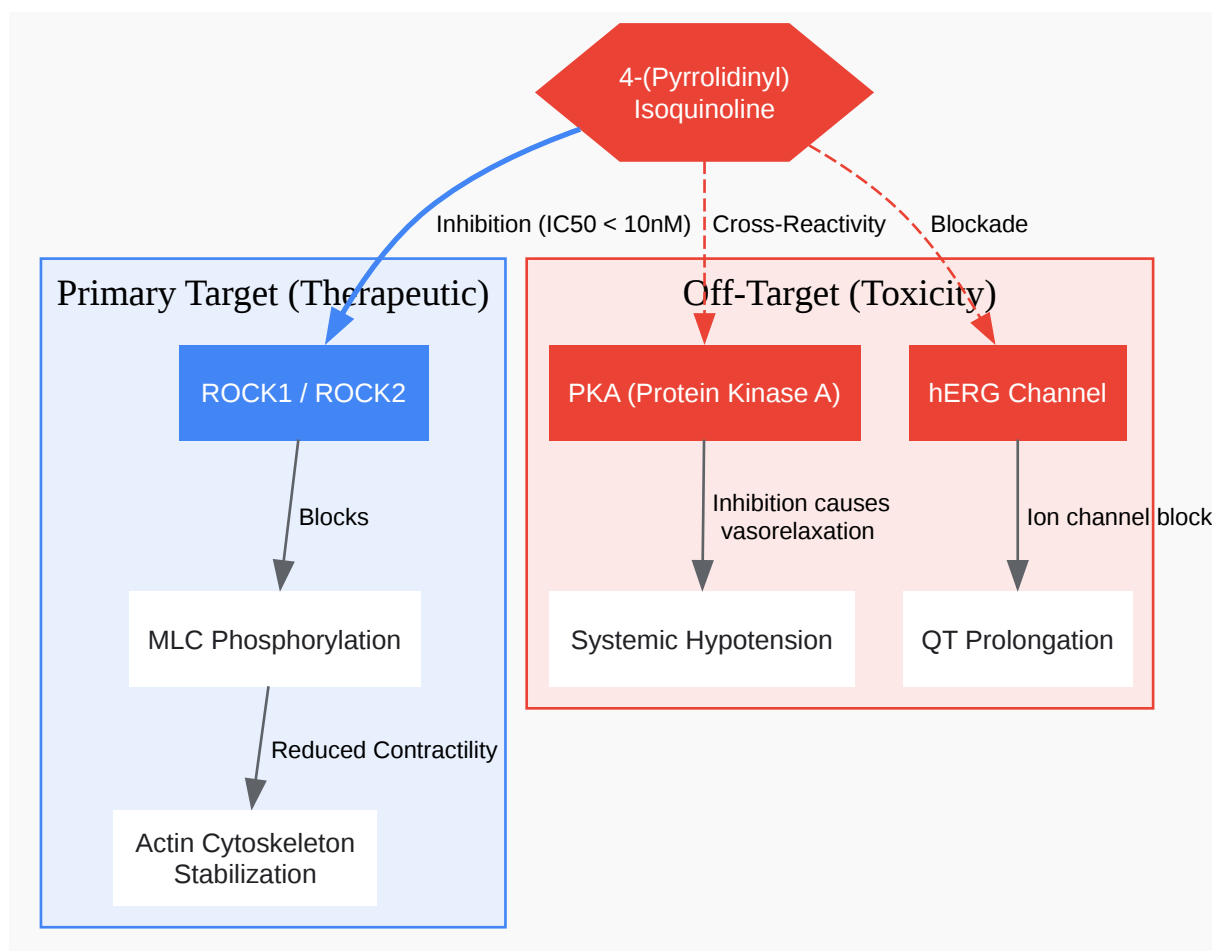 4-(Pyrrolidinyl)
Isoquinoline
Inhibition (IC50 < 10nM)
Cross-Reactivity
Blockade
Primary Target (Therapeutic)
Off-Target (Toxicity)
ROCK1 / ROCK2
PKA (Protein Kinase A)
hERG Channel
Blocks
Inhibition causes
vasorelaxation
Ion channel block
MLC Phosphorylation
Systemic Hypotension
QT Prolongation
Reduced Contractility
Actin Cytoskeleton
Stabilization